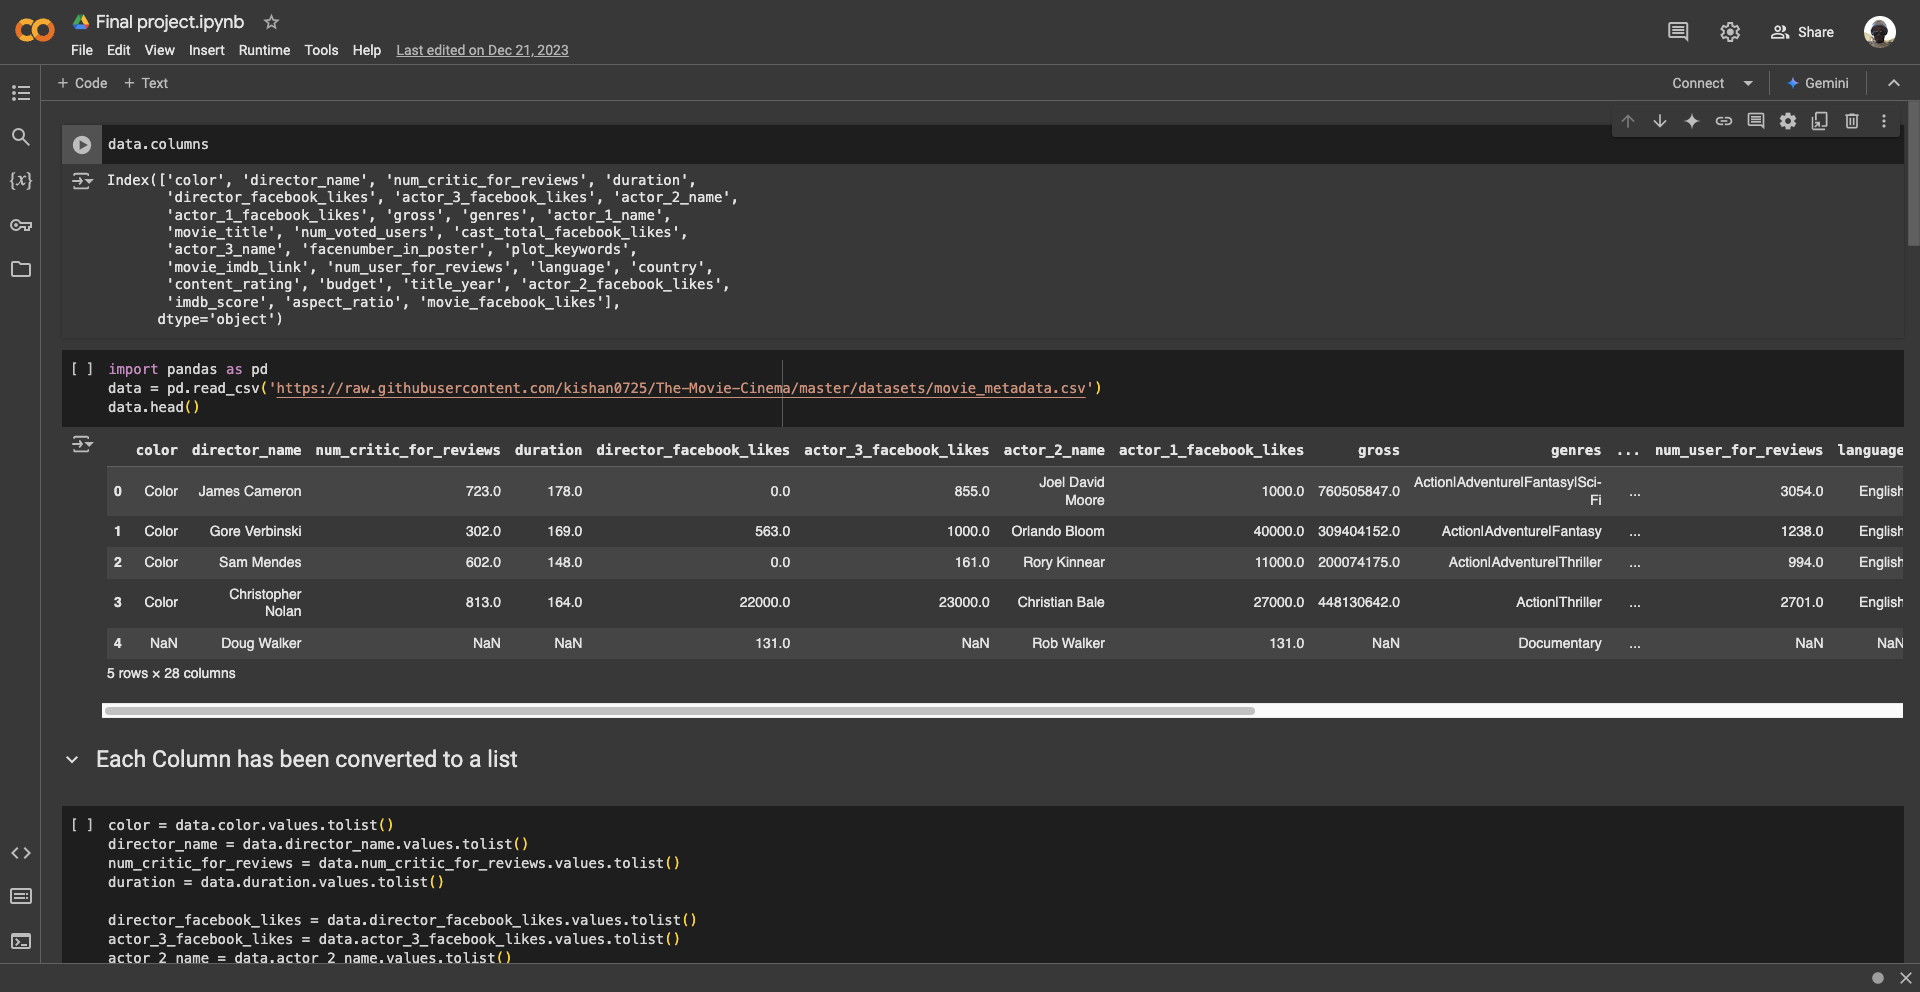 Final project.ipynb
File Edit View Insert Runtime Tools Help Last edited on Dec 21, 2023
Share
+ Code + Text
Connect Gemini
data.columns
Index(['color', 'director_name', 'num_critic_for_reviews', 'duration',
'director_facebook_likes', 'actor_3_facebook_likes', 'actor_2_name',
'actor_1_facebook_likes', 'gross', 'genres', 'actor_1_name',
'movie_title', 'num_voted_users', 'cast_total_facebook_likes',
'actor_3_name', 'facenumber_in_poster', 'plot_keywords',
'movie_imdb_link', 'num_user_for_reviews', 'language', 'country',
'content_rating', 'budget', 'title_year', 'actor_2_facebook_likes',
'imdb_score', 'aspect_ratio', 'movie_facebook_likes'],
dtype='object')
[ ] import pandas as pd
data = pd.read_csv('https://raw.githubusercontent.com/kishan0725/The-Movie-Cinema/master/datasets/movie_metadata.csv')
data.head()
color director_name num_critic_for_reviews duration director_facebook_likes actor_3_facebook_likes actor_2_name actor_1_facebook_likes gross genres ... num_user_for_reviews language
0 Color James Cameron 723.0 178.0 0.0 855.0 Joel David Moore 1000.0 760505847.0 Action|Adventure|Fantasy|Sci-Fi ... 3054.0 English
1 Color Gore Verbinski 302.0 169.0 563.0 1000.0 Orlando Bloom 40000.0 309404152.0 Action|Adventure|Fantasy ... 1238.0 English
2 Color Sam Mendes 602.0 148.0 0.0 161.0 Rory Kinnear 11000.0 200074175.0 Action|Adventure|Thriller ... 994.0 English
3 Color Christopher Nolan 813.0 164.0 22000.0 23000.0 Christian Bale 27000.0 448130642.0 Action|Thriller ... 2701.0 English
4 NaN Doug Walker NaN NaN 131.0 NaN Rob Walker 131.0 NaN Documentary ... NaN NaN
5 rows × 28 columns
Each Column has been converted to a list
[ ] color = data.color.values.tolist()
director_name = data.director_name.values.tolist()
num_critic_for_reviews = data.num_critic_for_reviews.values.tolist()
duration = data.duration.values.tolist()
director_facebook_likes = data.director_facebook_likes.values.tolist()
actor_3_facebook_likes = data.actor_3_facebook_likes.values.tolist()
actor_2_name = data.actor_2_name.values.tolist()